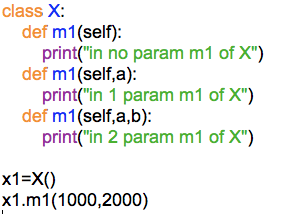 class X:
    def m1(self):
        print("in no param m1 of X")
    def m1(self,a):
        print("in 1 param m1 of X")
    def m1(self,a,b):
        print("in 2 param m1 of X")

x1=X()
x1.m1(1000,2000)